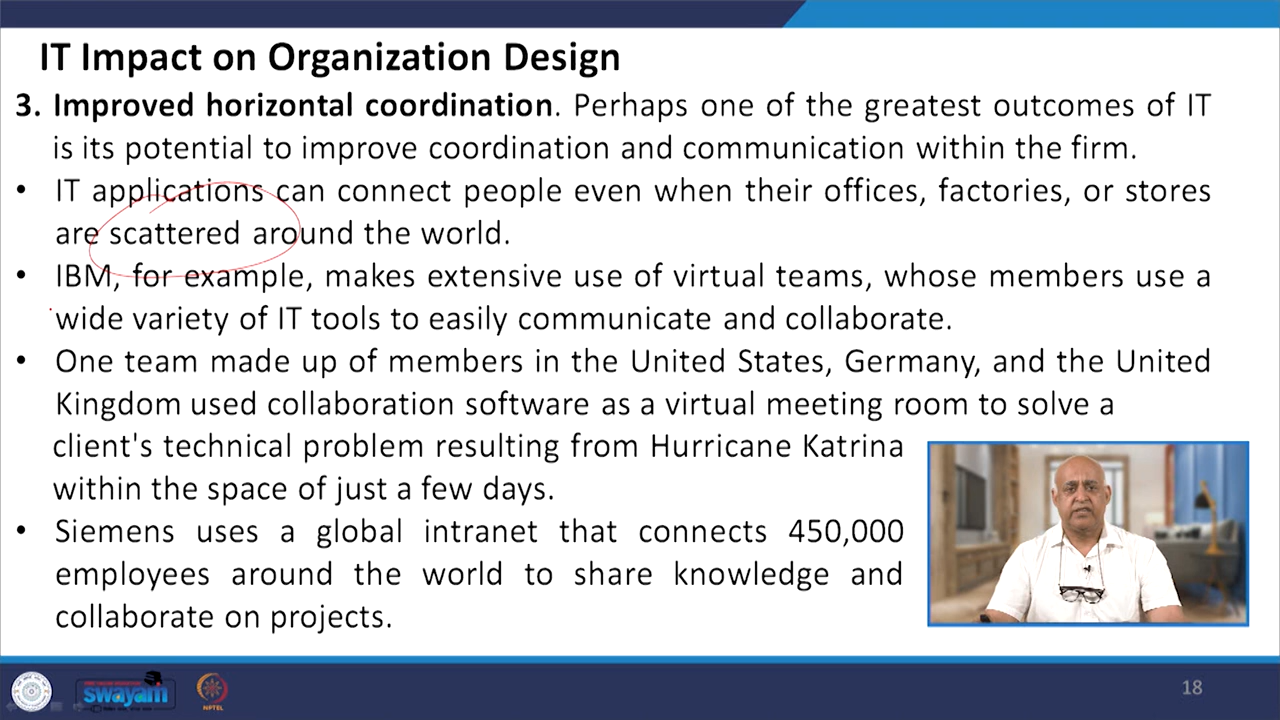 IT Impact on Organization Design
3. Improved horizontal coordination. Perhaps one of the greatest outcomes of IT
is its potential to improve coordination and communication within the firm.
• IT applications can connect people even when their offices, factories, or stores
are scattered around the world.
• IBM, for example, makes extensive use of virtual teams, whose members use a
wide variety of IT tools to easily communicate and collaborate.
• One team made up of members in the United States, Germany, and the United
Kingdom used collaboration software as a virtual meeting room to solve a
client's technical problem resulting from Hurricane Katrina
within the space of just a few days.
• Siemens uses a global intranet that connects 450,000
employees around the world to share knowledge and
collaborate on projects.
swayam
NPTEL
18